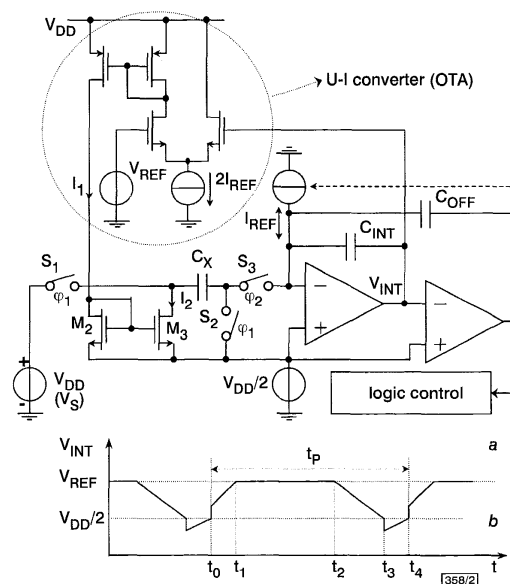 V_DD
U-I converter (OTA)
V_REF
2I_REF
I_1
I_REF
C_OFF
C_INT
S_1
φ_1
C_X
S_3
φ_2
V_INT
I_2
S_2
φ_1
M_2
M_3
−
+
−
+
+
-
V_DD
(V_S)
V_DD/2
logic control
V_INT
a
t_P
V_REF
V_DD/2
b
t_0
t_1
t_2
t_3
t_4
t
358/2